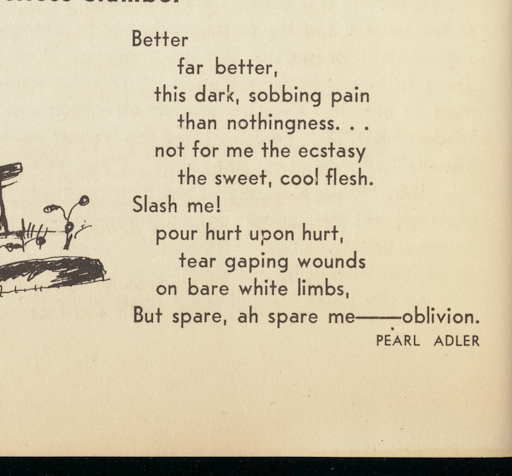 Better
far better,
this dark, sobbing pain
than nothingness. . .
not for me the ecstasy
the sweet, cool flesh.
Slash me!
pour hurt upon hurt,
tear gaping wounds
on bare white limbs,
But spare, ah spare me——oblivion.
PEARL ADLER